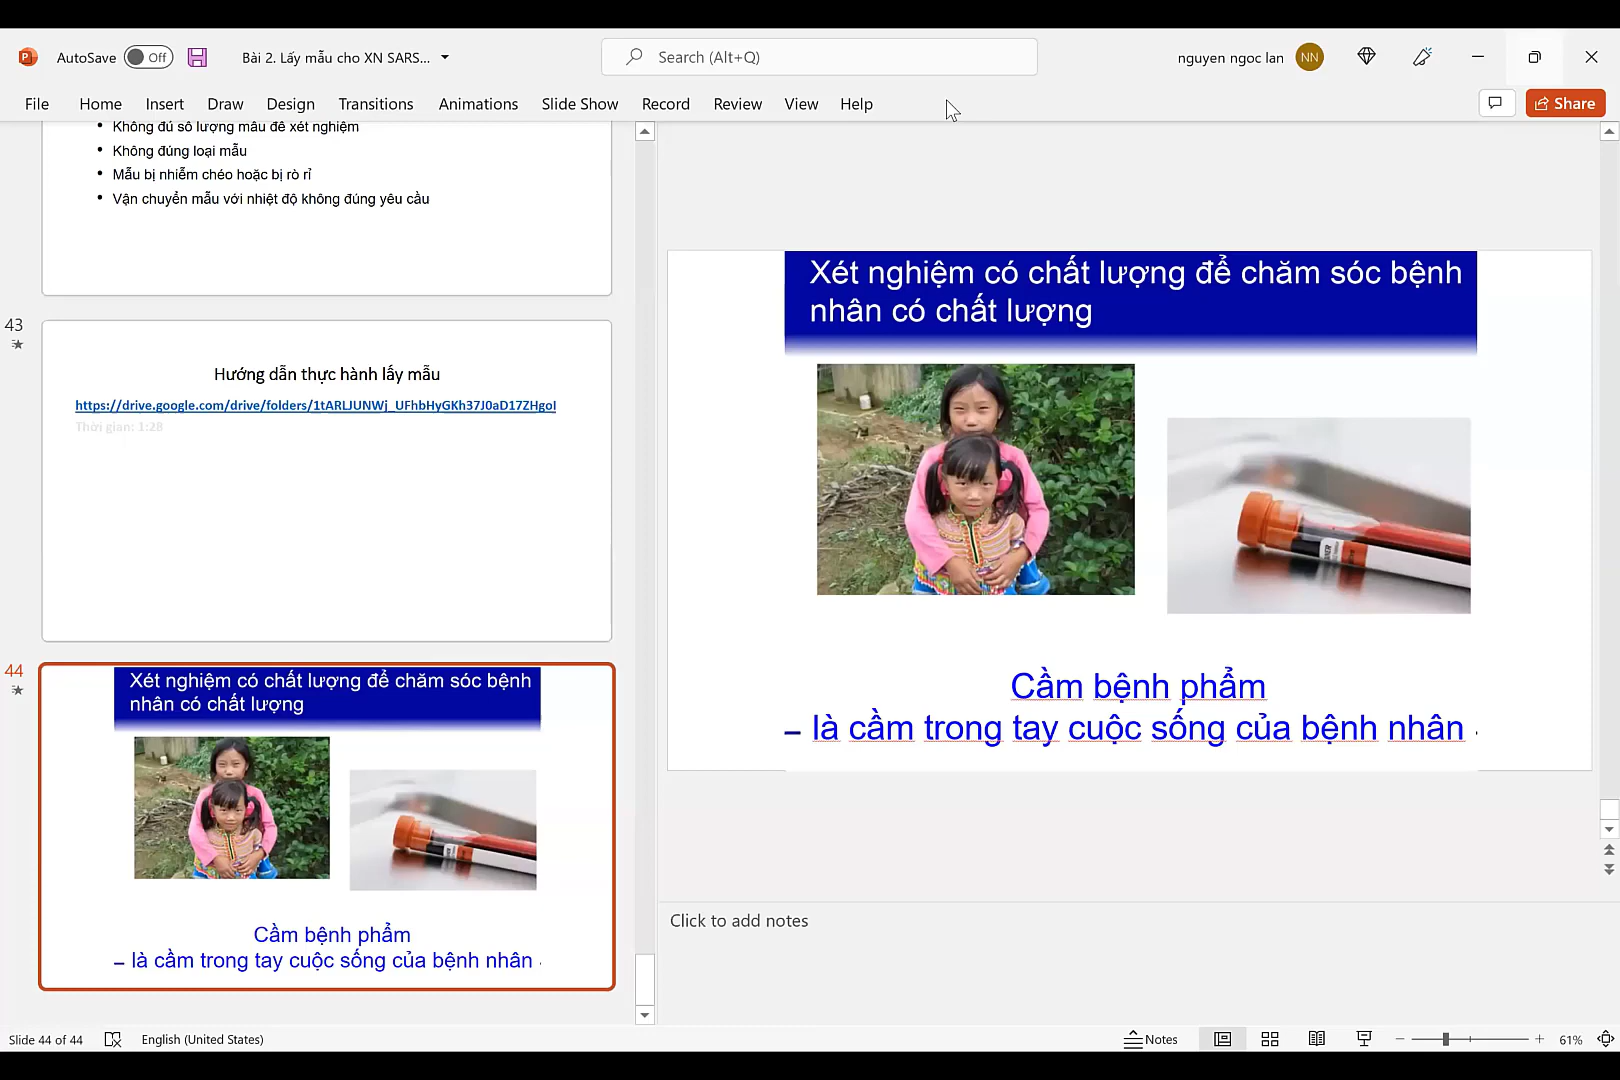 AutoSave Off Bài 2. Lấy mẫu cho XN SARS... Search (Alt+Q) nguyen ngoc lan NN
File Home Insert Draw Design Transitions Animations Slide Show Record Review View Help Share
• Không đủ số lượng mẫu để xét nghiệm
• Không đúng loại mẫu
• Mẫu bị nhiễm chéo hoặc bị rò rỉ
• Vận chuyển mẫu với nhiệt độ không đúng yêu cầu
43
Hướng dẫn thực hành lấy mẫu
https://drive.google.com/drive/folders/1tARLJUNWj_UFhbHyGKh37J0aD17ZHgoI
Thời gian: 1:28
44
Xét nghiệm có chất lượng để chăm sóc bệnh
nhân có chất lượng
Cầm bệnh phẩm
– là cầm trong tay cuộc sống của bệnh nhân -
Xét nghiệm có chất lượng để chăm sóc bệnh
nhân có chất lượng
Cầm bệnh phẩm
– là cầm trong tay cuộc sống của bệnh nhân -
Click to add notes
Slide 44 of 44 English (United States) Notes 61%